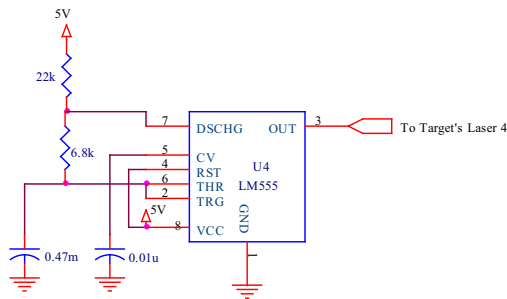 5V
22k
7
DSCHG
OUT
3
To Target's Laser 4
6.8k
5
CV
4
RST
U4
6
THR
LM555
2
TRG
5V
GND
8
VCC
0.47m
0.01u
1